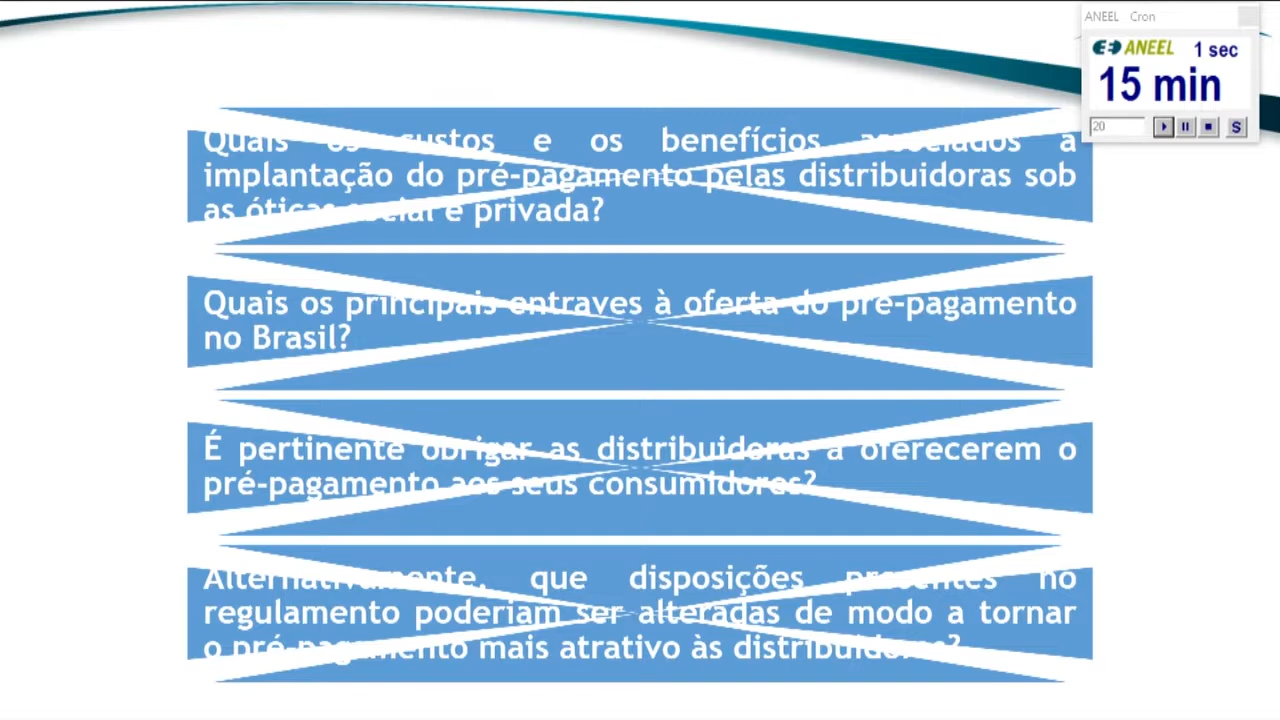 ANEEL Cron
ANEEL 1 sec
15 min
20
S
Quais os custos e os benefícios associados à
implantação do pré-pagamento pelas distribuidoras sob
as óticas social e privada?
Quais os principais entraves à oferta do pré-pagamento
no Brasil?
É pertinente obrigar as distribuidoras a oferecerem o
pré-pagamento aos seus consumidores?
Alternativamente, que disposições presentes no
regulamento poderiam ser alteradas de modo a tornar
o pré-pagamento mais atrativo às distribuidoras?